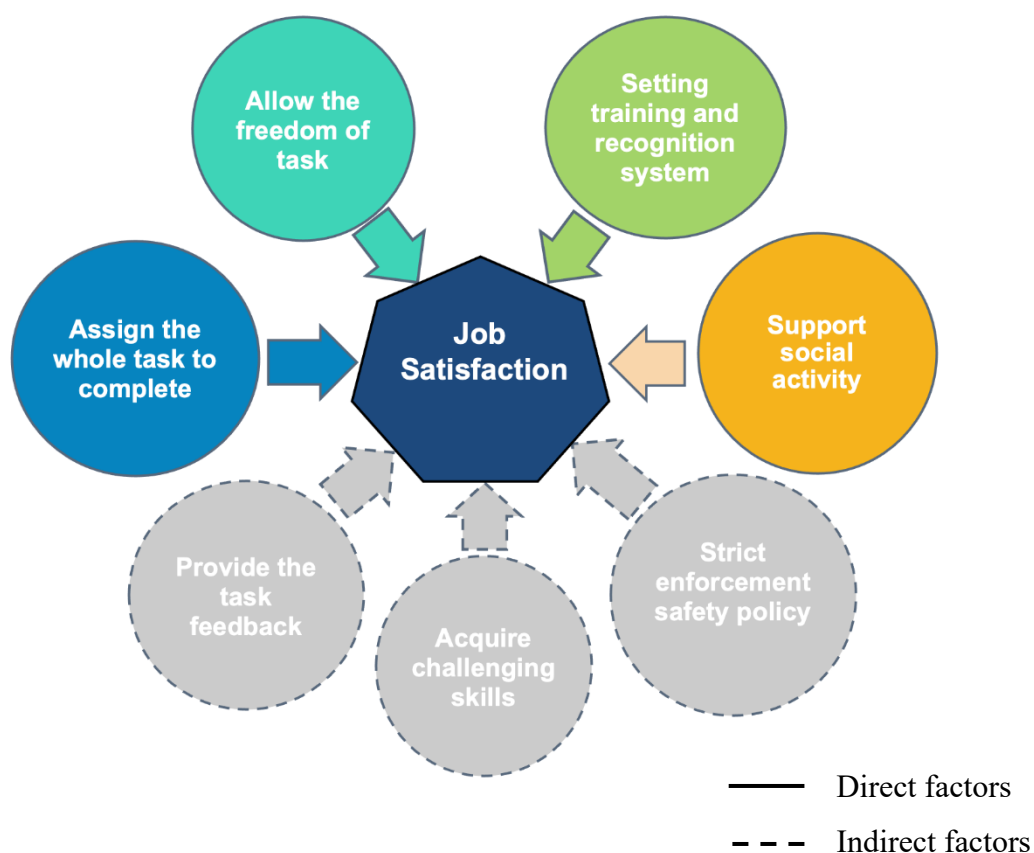 Allow the
freedom of
task
Setting
training and
recognition
system
Assign the
whole task to
complete
Job
Satisfaction
Support
social
activity
Provide the
task
feedback
Acquire
challenging
skills
Strict
enforcement
safety policy
Direct factors
Indirect factors